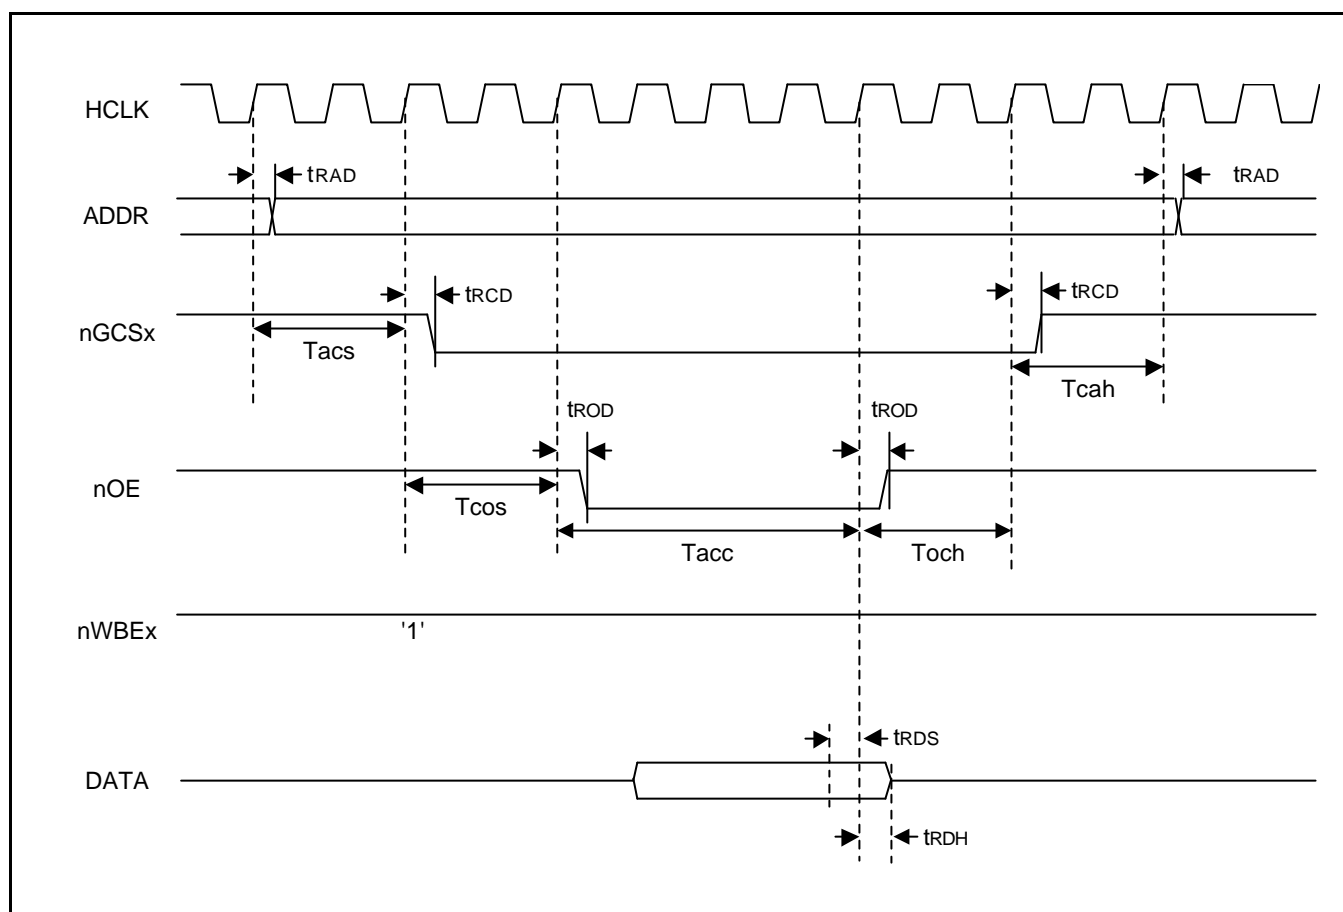 HCLK
tRAD
tRAD
ADDR
tRCD
tRCD
nGCSx
Tacs
Tcah
tROD
tROD
nOE
Tcos
Tacc
Toch
nWBEx
'1'
tRDS
DATA
tRDH